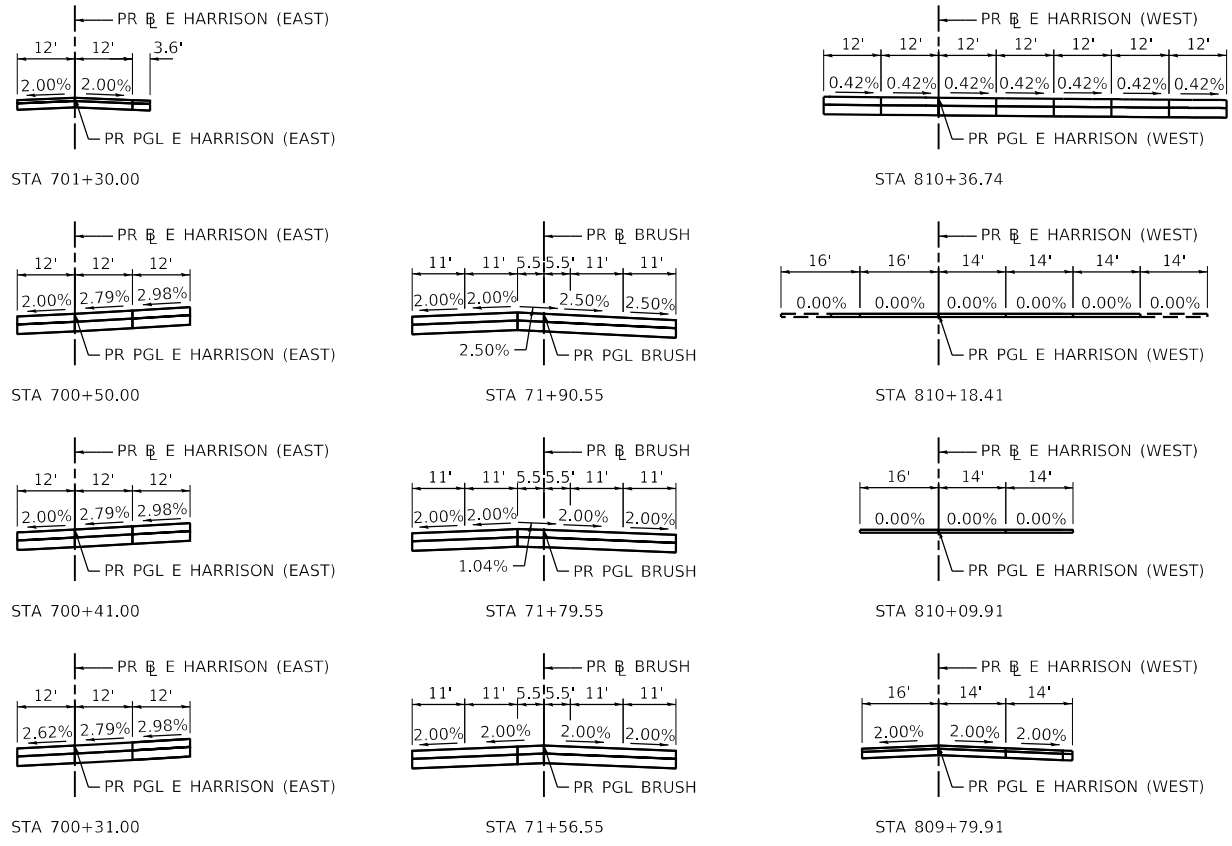 PR BL E HARRISON (EAST)
12' 12' 3.6'
2.00% 2.00%
PR PGL E HARRISON (EAST)
STA 701+30.00
PR BL E HARRISON (WEST)
12' 12' 12' 12' 12' 12' 12'
0.42% 0.42% 0.42% 0.42% 0.42% 0.42% 0.42%
PR PGL E HARRISON (WEST)
STA 810+36.74
PR BL E HARRISON (EAST)
12' 12' 12'
2.00% 2.79% 2.98%
PR PGL E HARRISON (EAST)
STA 700+50.00
PR BL BRUSH
11' 11' 5.5 5.5' 11' 11'
2.00% 2.00% 2.50% 2.50%
2.50%
PR PGL BRUSH
STA 71+90.55
PR BL E HARRISON (WEST)
16' 16' 14' 14' 14' 14'
0.00% 0.00% 0.00% 0.00% 0.00% 0.00%
PR PGL E HARRISON (WEST)
STA 810+18.41
PR BL E HARRISON (EAST)
12' 12' 12'
2.00% 2.79% 2.98%
PR PGL E HARRISON (EAST)
STA 700+41.00
PR BL BRUSH
11' 11' 5.5 5.5' 11' 11'
2.00% 2.00% 2.00% 2.00%
1.04%
PR PGL BRUSH
STA 71+79.55
PR BL E HARRISON (WEST)
16' 14' 14'
0.00% 0.00% 0.00%
PR PGL E HARRISON (WEST)
STA 810+09.91
PR BL E HARRISON (EAST)
12' 12' 12'
2.62% 2.79% 2.98%
PR PGL E HARRISON (EAST)
STA 700+31.00
PR BL BRUSH
11' 11' 5.5 5.5' 11' 11'
2.00% 2.00% 2.00% 2.00%
PR PGL BRUSH
STA 71+56.55
PR BL E HARRISON (WEST)
16' 14' 14'
2.00% 2.00% 2.00%
PR PGL E HARRISON (WEST)
STA 809+79.91